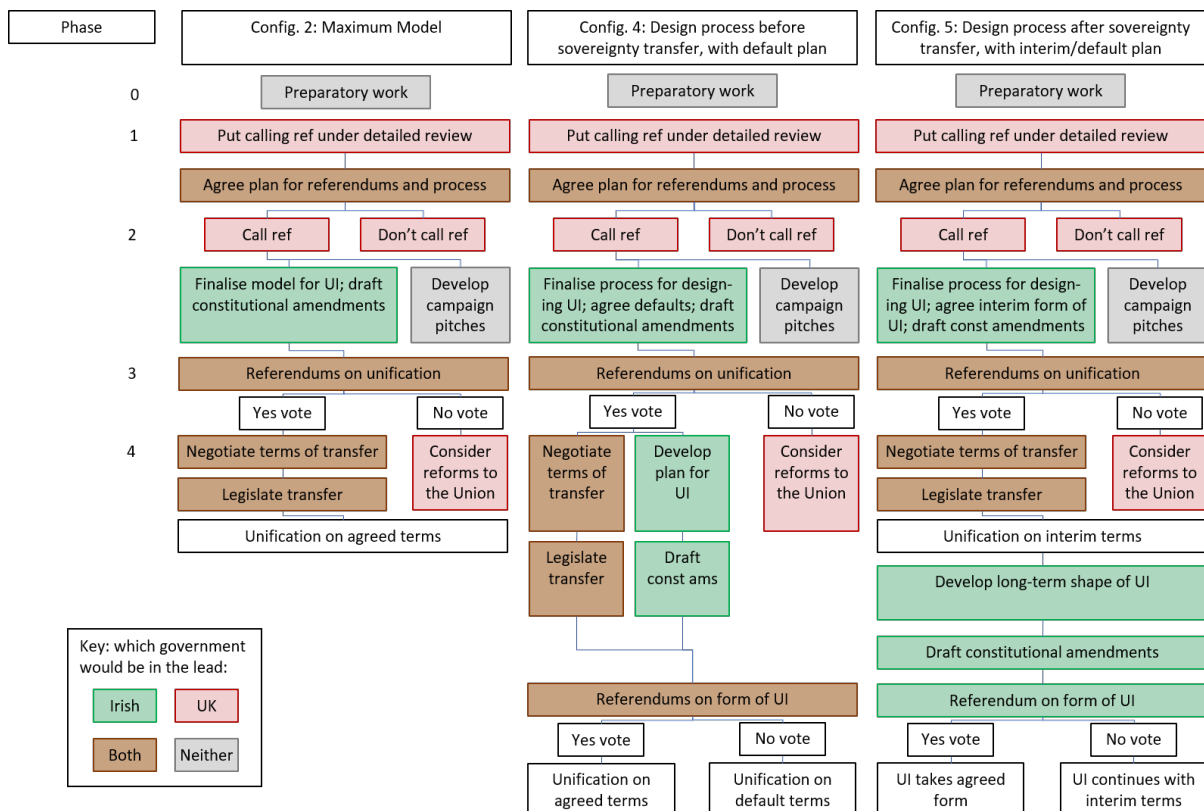 Phase
Config. 2: Maximum Model
Config. 4: Design process before
sovereignty transfer, with default plan
Config. 5: Design process after sovereignty
transfer, with interim/default plan
0
Preparatory work
Preparatory work
Preparatory work
1
Put calling ref under detailed review
Put calling ref under detailed review
Put calling ref under detailed review
Agree plan for referendums and process
Agree plan for referendums and process
Agree plan for referendums and process
2
Call ref
Don't call ref
Call ref
Don't call ref
Call ref
Don't call ref
Finalise model for UI; draft
constitutional amendments
Develop
campaign
pitches
Finalise process for design-
ing UI; agree defaults; draft
constitutional amendments
Develop
campaign
pitches
Finalise process for design-
ing UI; agree interim form of
UI; draft const amendments
Develop
campaign
pitches
3
Referendums on unification
Referendums on unification
Referendums on unification
Yes vote
No vote
Yes vote
No vote
Yes vote
No vote
4
Negotiate terms of transfer
Consider
reforms to
the Union
Legislate transfer
Unification on agreed terms
Negotiate
terms of
transfer
Develop
plan for
UI
Consider
reforms to
the Union
Legislate
transfer
Draft
const ams
Referendums on form of UI
Yes vote
No vote
Unification on
agreed terms
Unification on
default terms
Negotiate terms of transfer
Consider
reforms to
the Union
Legislate transfer
Unification on interim terms
Develop long-term shape of UI
Draft constitutional amendments
Referendum on form of UI
Yes vote
No vote
UI takes agreed
form
UI continues with
interim terms
Key: which government
would be in the lead:
Irish
UK
Both
Neither